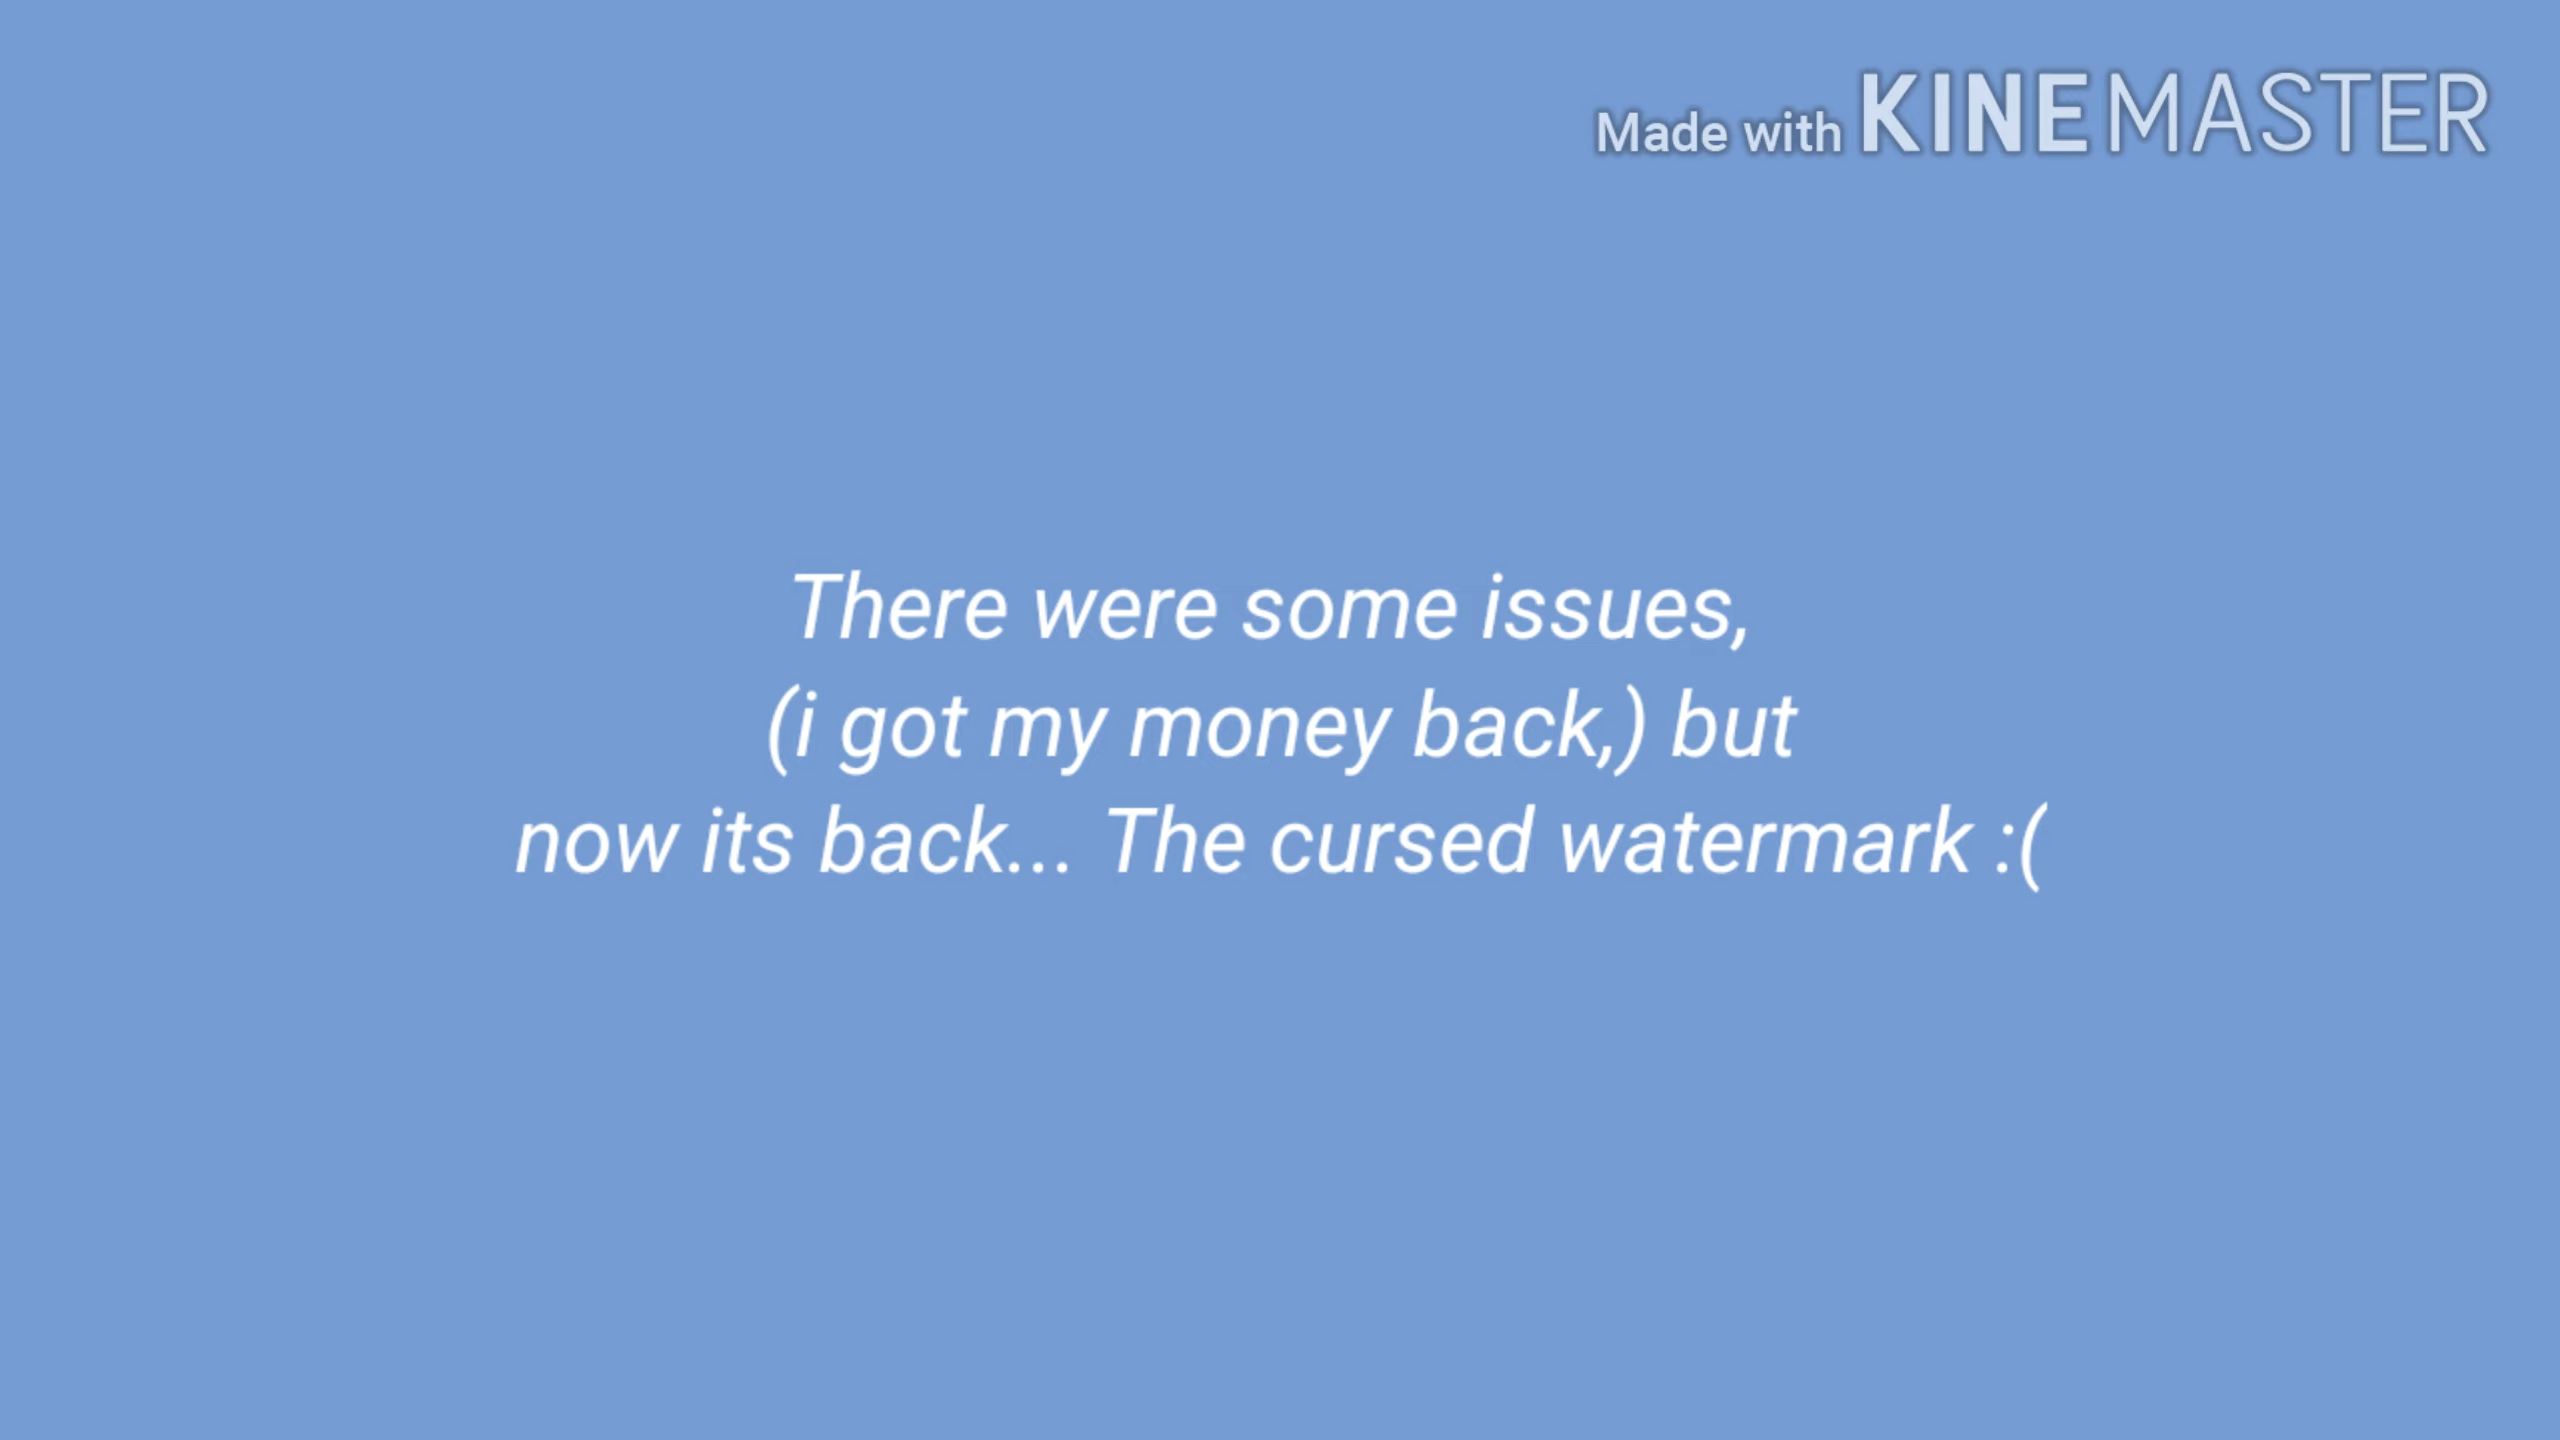 Made with KINEMASTER
There were some issues,
(i got my money back,) but
now its back... The cursed watermark :(